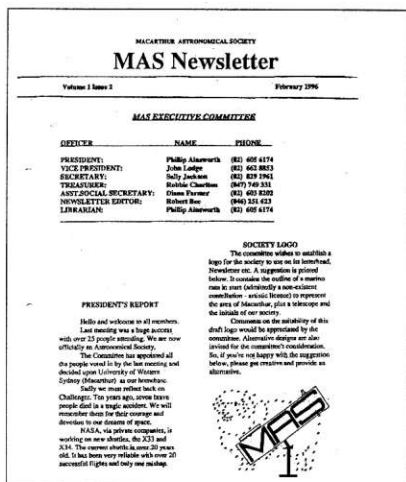 MACARTHUR ASTRONOMICAL SOCIETY
MAS Newsletter
Volume 1 Issue 2 February 1996
MAS EXECUTIVE COMMITTEE
OFFICER NAME PHONE
PRESIDENT: Phillip Ainsworth (02) 605 6174
VICE PRESIDENT: John Lodge (02) 662 8853
SECRETARY: Sally Jackson (02) 829 1961
TREASURER: Robbie Charlton (047) 749 331
ASST.SOCIAL SECRETARY: Diana Farmer (02) 603 8202
NEWSLETTER EDITOR: Robert Bee (046) 251 623
LIBRARIAN: Phillip Ainsworth (02) 605 6174
PRESIDENT'S REPORT
Hello and welcome to all members.
Last meeting was a huge success
with over 25 people attending. We are now
officially an Astronomical Society.
The Committee has appointed all
the people voted in by the last meeting and
decided upon University of Western
Sydney (Macarthur) as our homebase.
Sadly we must reflect back on
Challenger. Ten years ago, seven brave
people died in a tragic accident. We will
remember them for their courage and
devotion to our dreams of space.
NASA, via private companies, is
working on new shuttles, the X33 and
X34. The current shuttle is over 20 years
old. It has been very reliable with over 20
successful flights and only one mishap.
SOCIETY LOGO
The committee wishes to establish a
logo for the society to use on its letterhead,
Newsletter etc. A suggestion is printed
below. It contains the outline of a marino
ram in stars (admittedly a non-existent
constellation - artistic license) to represent
the area of Macarthur, plus a telescope and
the initials of our society.
Comments on the suitability of this
draft logo would be appreciated by the
committee. Alternative designs are also
invited for the committee's consideration.
So, if you're not happy with the suggestion
below, please get creative and provide an
alternative.
MAS